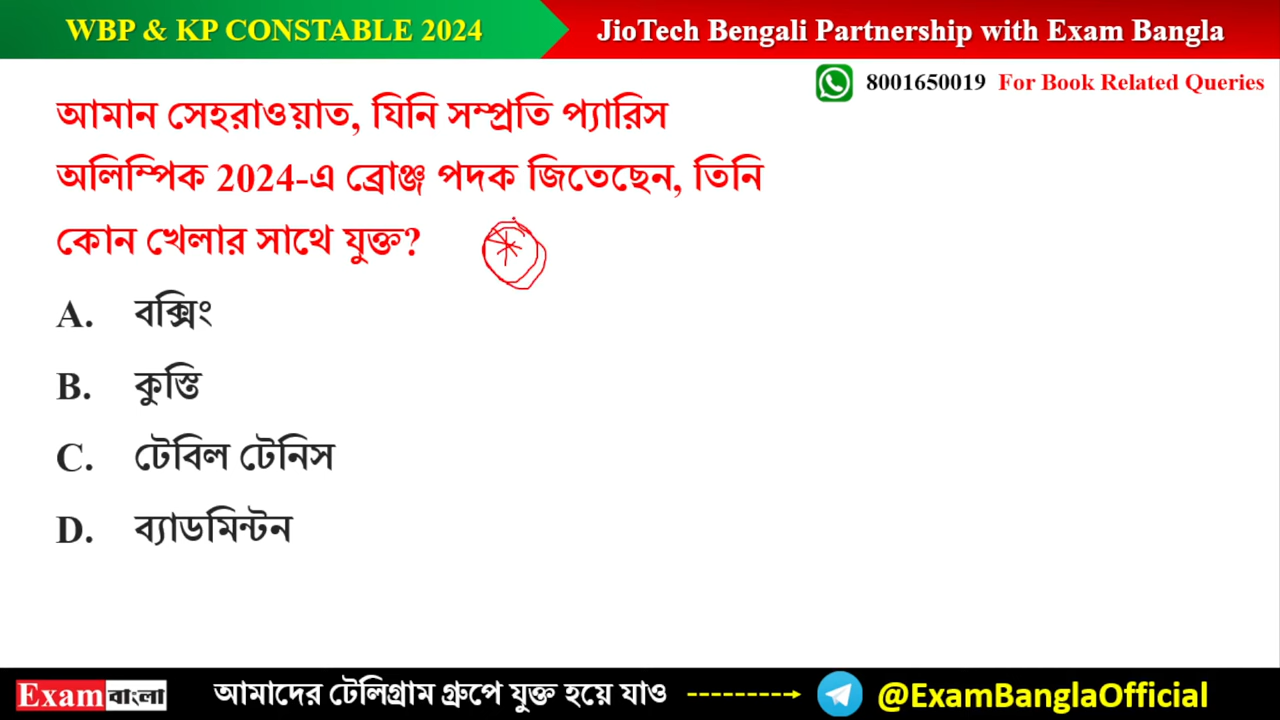 WBP & KP CONSTABLE 2024
JioTech Bengali Partnership with Exam Bangla
8001650019 For Book Related Queries
আমান সেহরাওয়াত, যিনি সম্প্রতি প্যারিস
অলিম্পিক 2024-এ ব্রোঞ্জ পদক জিতেছেন, তিনি
কোন খেলার সাথে যুক্ত?
A. বক্সিং
B. কুস্তি
C. টেবিল টেনিস
D. ব্যাডমিন্টন
Exam বাংলা
আমাদের টেলিগ্রাম গ্রুপে যুক্ত হয়ে যাও
@ExamBanglaOfficial